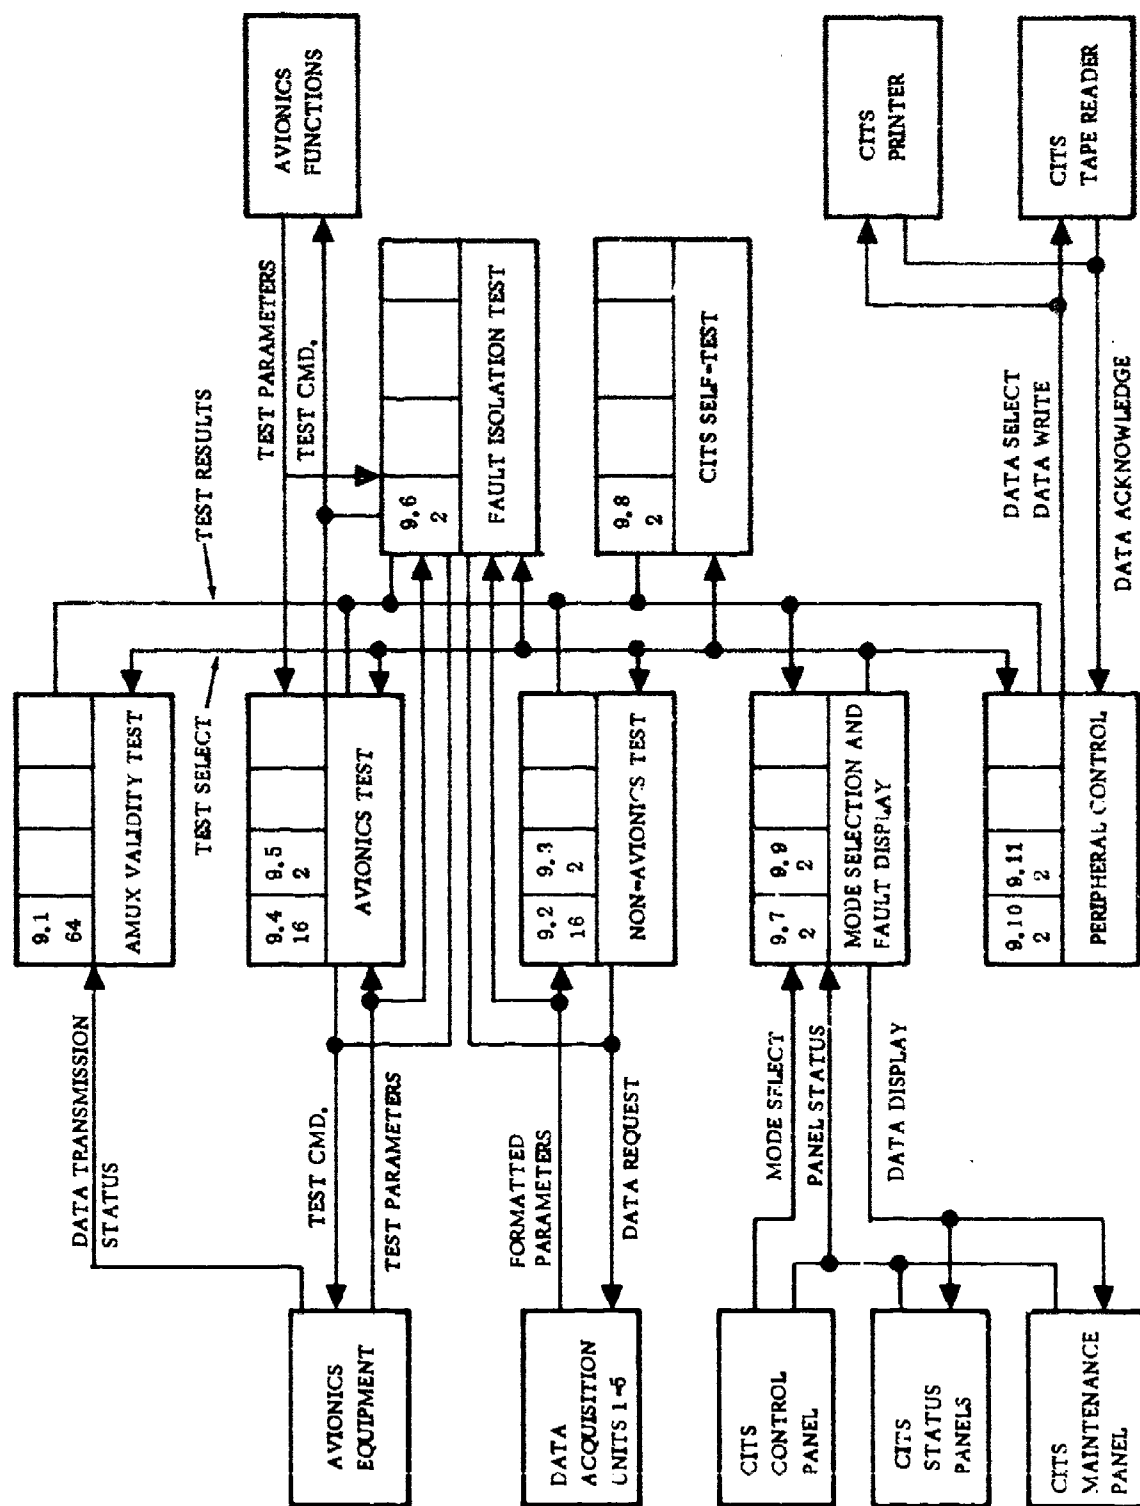 AVIONICS
EQUIPMENT
DATA
ACQUISITION
UNITS 1-5
CITS
CONTROL
PANEL
CITS
STATUS
PANELS
CITS
MAINTENANCE
PANEL
DATA TRANSMISSION
STATUS
TEST CMD.
TEST PARAMETERS
FORMATTED
PARAMETERS
DATA REQUEST
MODE SELECT
PANEL STATUS
DATA DISPLAY
9.1
64
AMUX VALIDITY TEST
9.4 9.5
16 2
AVIONICS TEST
9.2 9.3
16 2
NON-AVIONICS TEST
9.7 9.9
2 2
MODE SELECTION AND
FAULT DISPLAY
9.10 9.11
2 2
PERIPHERAL CONTROL
TEST SELECT
TEST RESULTS
TEST PARAMETERS
TEST CMD.
9.6
2
FAULT ISOLATION TEST
9.8
2
CITS SELF-TEST
DATA SELECT
DATA WRITE
DATA ACKNOWLEDGE
AVIONICS
FUNCTIONS
CITS
PRINTER
CITS
TAPE READER